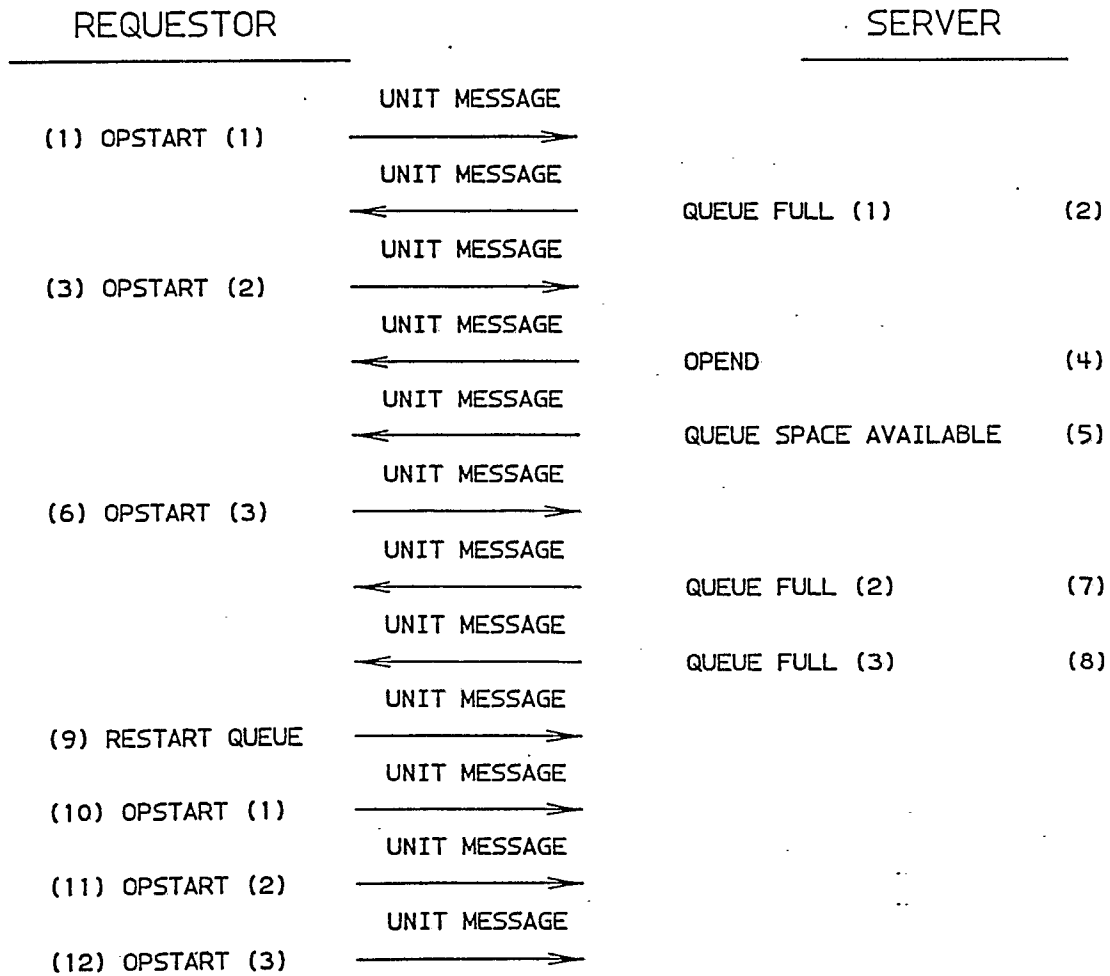 REQUESTOR SERVER
UNIT MESSAGE
(1) OPSTART (1)
UNIT MESSAGE
QUEUE FULL (1) (2)
UNIT MESSAGE
(3) OPSTART (2)
UNIT MESSAGE
OPEND (4)
UNIT MESSAGE
QUEUE SPACE AVAILABLE (5)
UNIT MESSAGE
(6) OPSTART (3)
UNIT MESSAGE
QUEUE FULL (2) (7)
UNIT MESSAGE
QUEUE FULL (3) (8)
UNIT MESSAGE
(9) RESTART QUEUE
UNIT MESSAGE
(10) OPSTART (1)
UNIT MESSAGE
(11) OPSTART (2)
UNIT MESSAGE
(12) OPSTART (3)